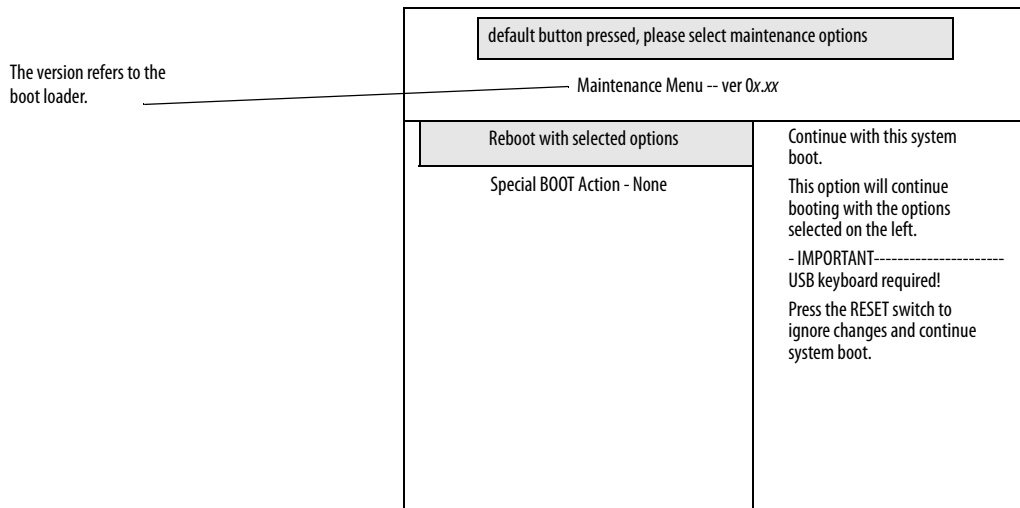 default button pressed, please select maintenance options
The version refers to the
boot loader.
Maintenance Menu -- ver 0x.xx
Reboot with selected options
Special BOOT Action - None
Continue with this system
boot.
This option will continue
booting with the options
selected on the left.
- IMPORTANT----------------------
USB keyboard required!
Press the RESET switch to
ignore changes and continue
system boot.